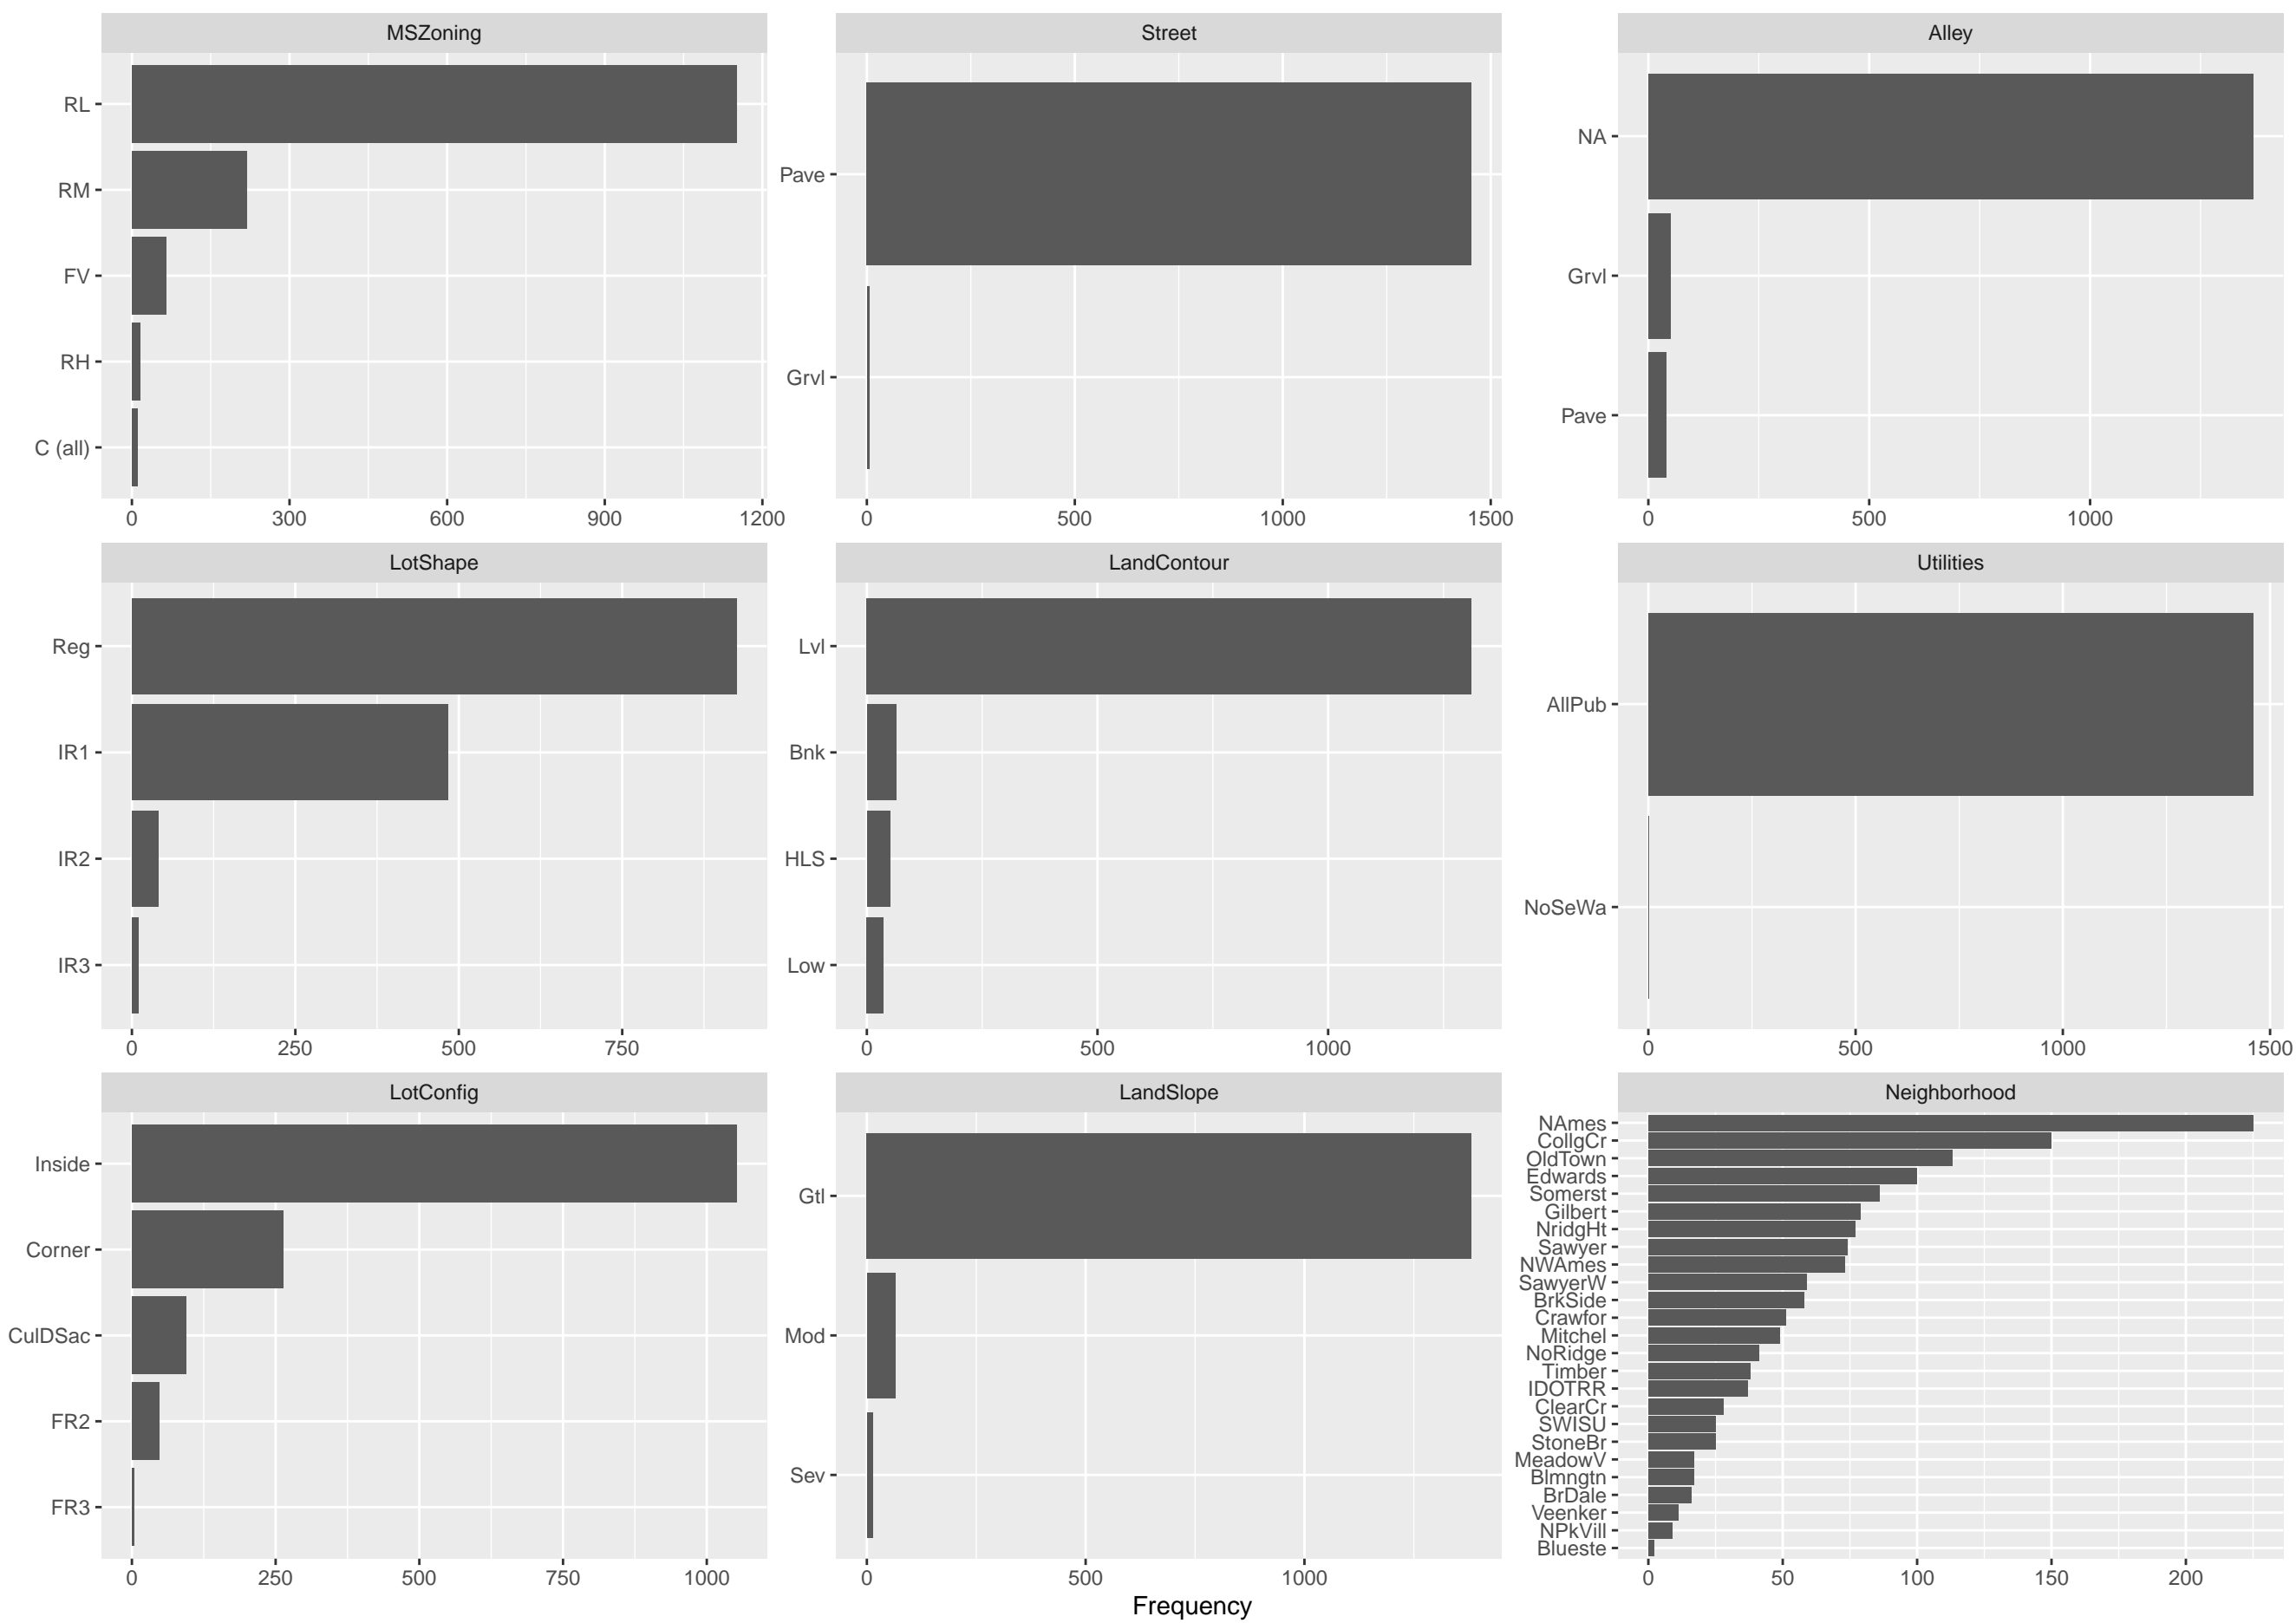 MSZoning
RL
RM
FV
RH
C (all)
0 300 600 900 1200
Street
Pave
Grvl
0 500 1000 1500
Alley
NA
Grvl
Pave
0 500 1000
LotShape
Reg
IR1
IR2
IR3
0 250 500 750
LandContour
Lvl
Bnk
HLS
Low
0 500 1000
Utilities
AllPub
NoSeWa
0 500 1000 1500
LotConfig
Inside
Corner
CulDSac
FR2
FR3
0 250 500 750 1000
LandSlope
Gtl
Mod
Sev
0 500 1000
Neighborhood
NAmes
CollgCr
OldTown
Edwards
Somerst
Gilbert
NridgHt
Sawyer
NWAmes
SawyerW
BrkSide
Crawfor
Mitchel
NoRidge
Timber
IDOTRR
ClearCr
SWISU
StoneBr
MeadowV
Blmngtn
BrDale
Veenker
NPkVill
Blueste
0 50 100 150 200
Frequency